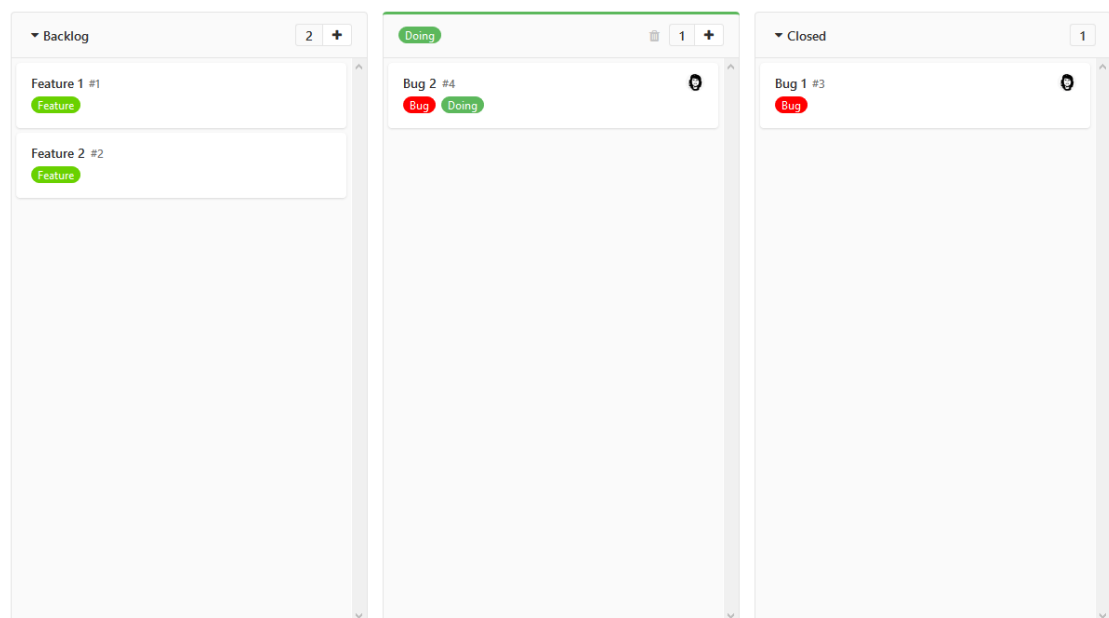 Backlog 2 +
Feature 1 #1
Feature
Feature 2 #2
Feature
Doing 1 +
Bug 2 #4
Bug Doing
Closed 1
Bug 1 #3
Bug